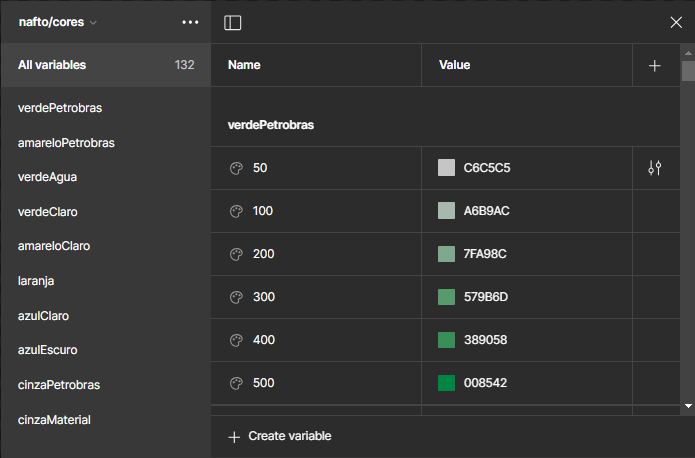 nafto/cores
All variables 132
verdePetrobras
amareloPetrobras
verdeAgua
verdeClaro
amareloClaro
laranja
azulClaro
azulEscuro
cinzaPetrobras
cinzaMaterial
Name Value
verdePetrobras
50 C6C5C5
100 A6B9AC
200 7FA98C
300 579B6D
400 389058
500 008542
Create variable